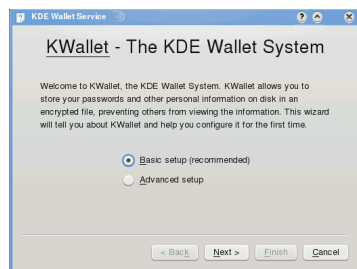 KDE Wallet Service
KWallet - The KDE Wallet System
Welcome to KWallet, the KDE Wallet System. KWallet allows you to
store your passwords and other personal information on disk in an
encrypted file, preventing others from viewing the information. This wizard
will tell you about KWallet and help you configure it for the first time.
Basic setup (recommended)
Advanced setup
< Back Next > Finish Cancel